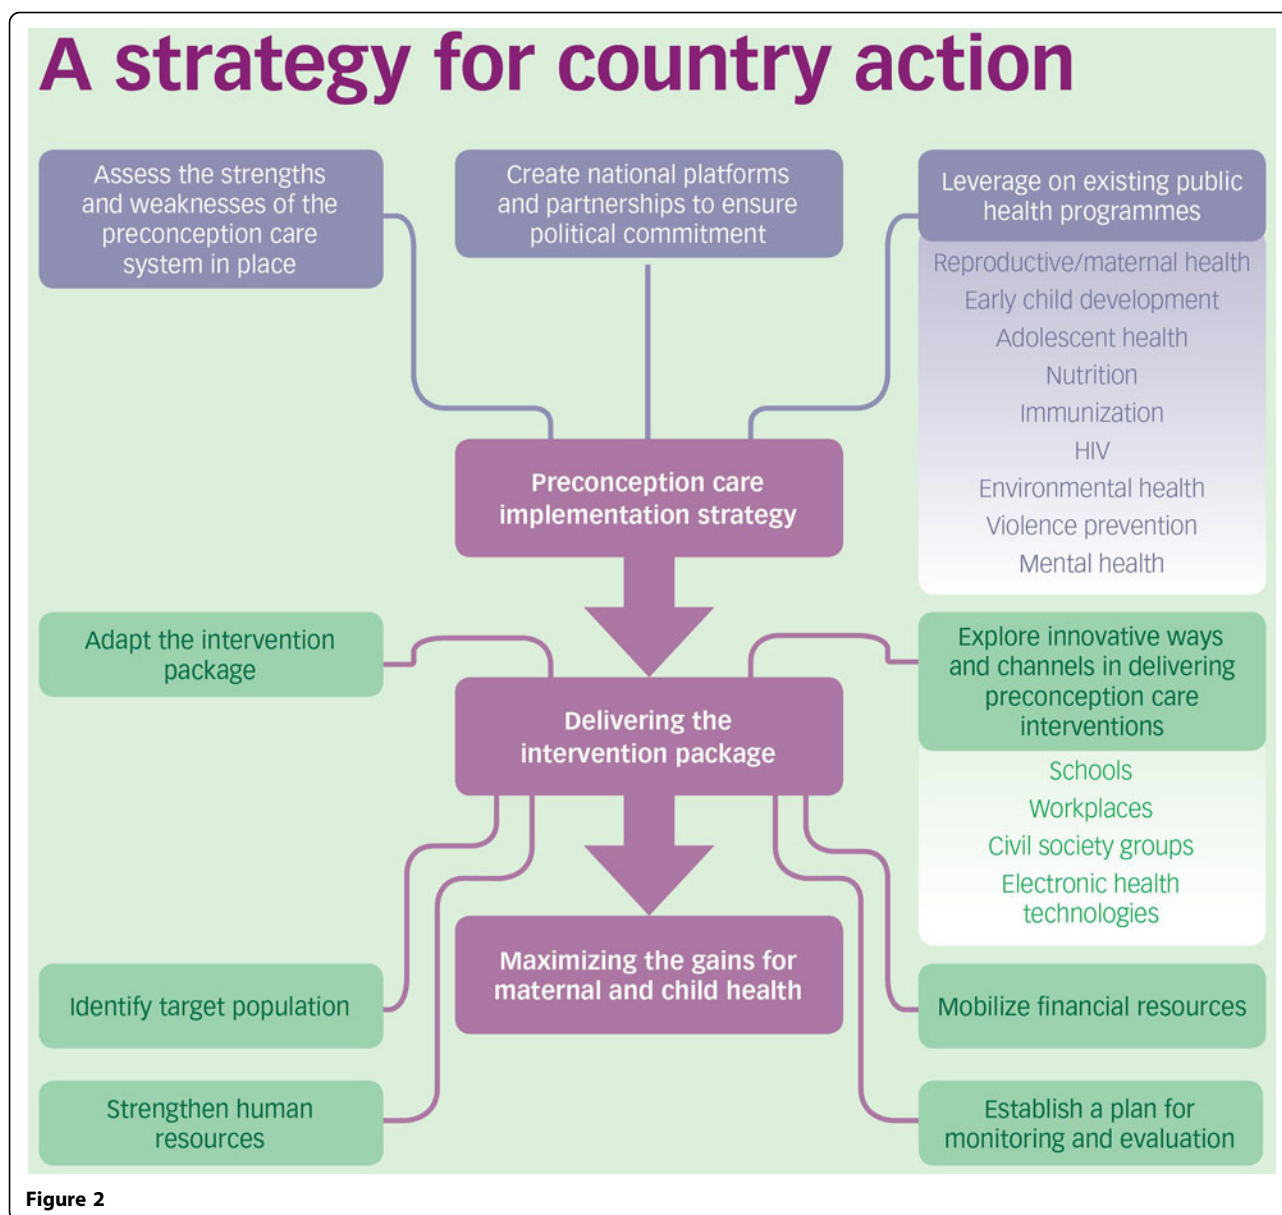 A strategy for country action
Assess the strengths
and weaknesses of the
preconception care
system in place
Create national platforms
and partnerships to ensure
political commitment
Leverage on existing public
health programmes
Reproductive/maternal health
Early child development
Adolescent health
Nutrition
Immunization
HIV
Environmental health
Violence prevention
Mental health
Preconception care
implementation strategy
Adapt the intervention
package
Delivering the
intervention package
Explore innovative ways
and channels in delivering
preconception care
interventions
Schools
Workplaces
Civil society groups
Electronic health
technologies
Maximizing the gains for
maternal and child health
Identify target population
Mobilize financial resources
Strengthen human
resources
Establish a plan for
monitoring and evaluation
Figure 2